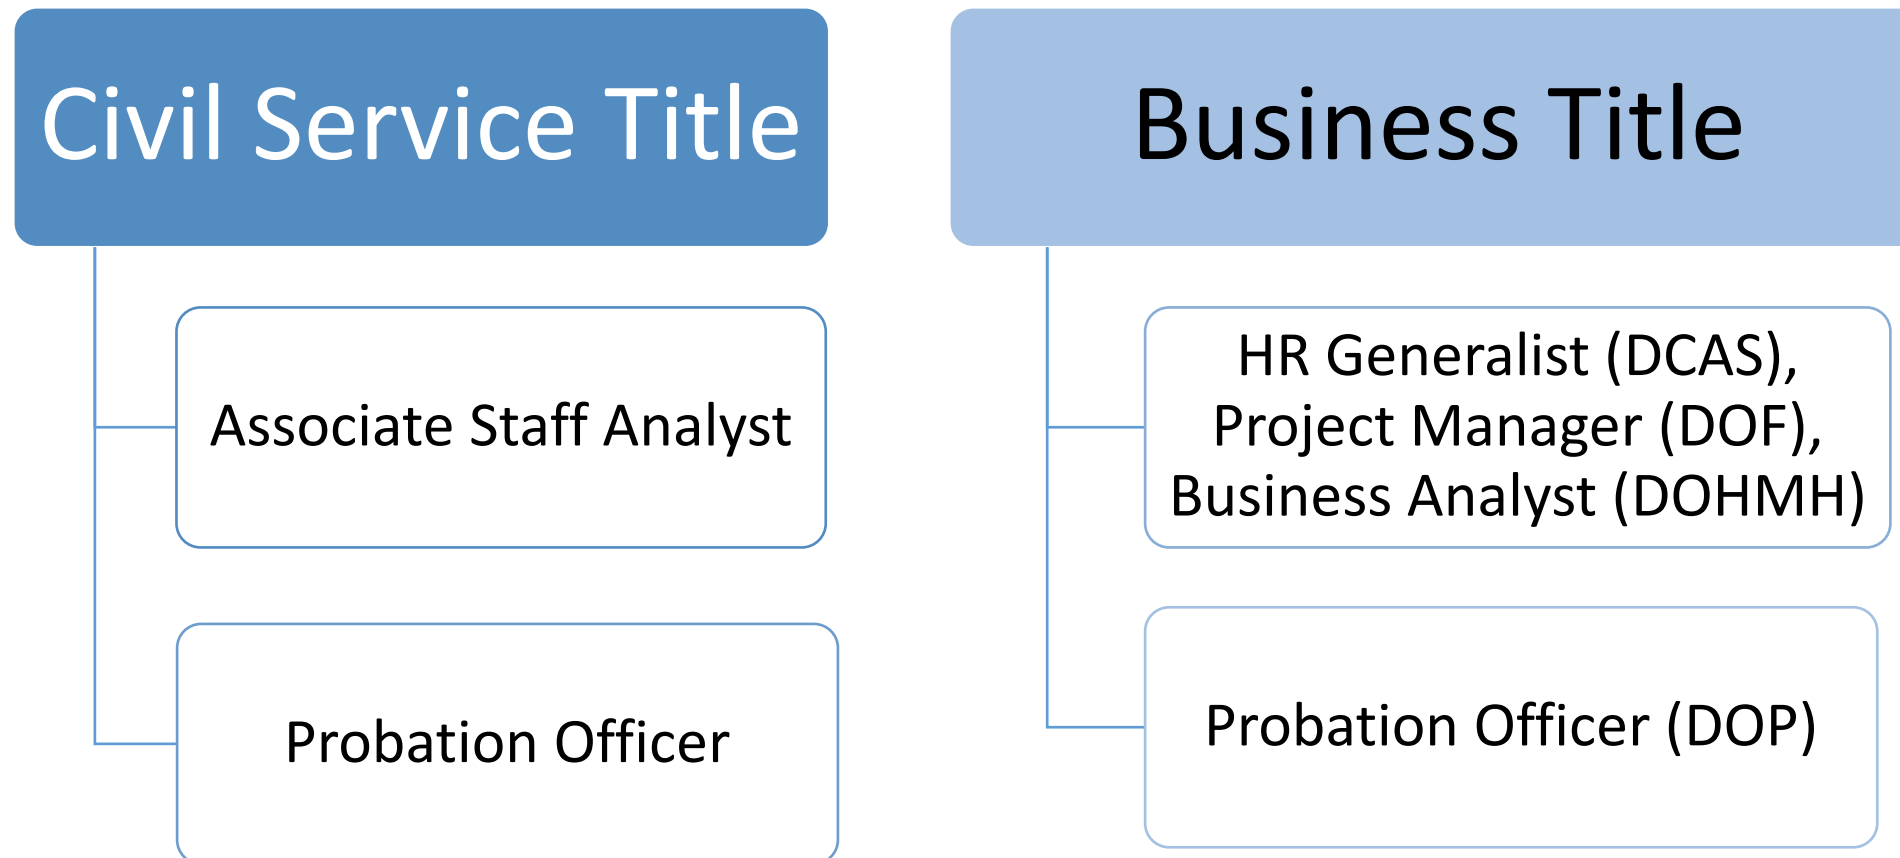 Civil Service Title
Associate Staff Analyst
Probation Officer
Business Title
HR Generalist (DCAS),
Project Manager (DOF),
Business Analyst (DOHMH)
Probation Officer (DOP)